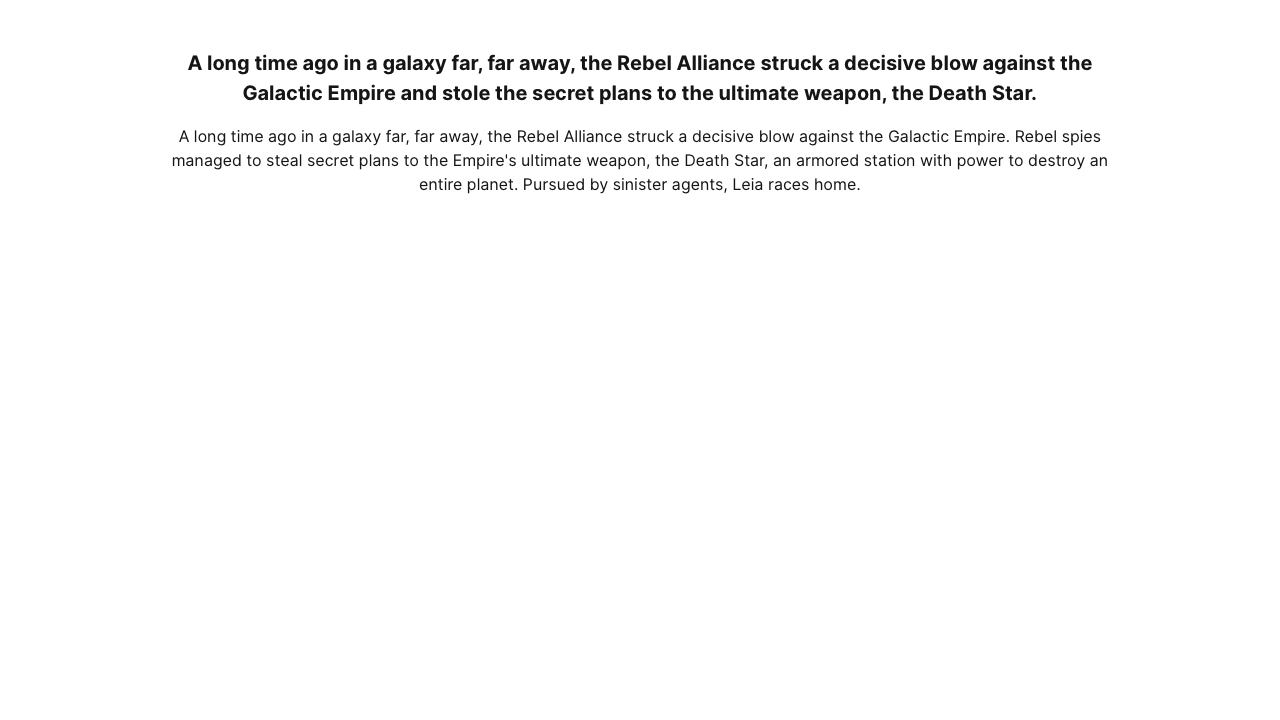 A long time ago in a galaxy far, far away, the Rebel Alliance struck a decisive blow against the
Galactic Empire and stole the secret plans to the ultimate weapon, the Death Star.
A long time ago in a galaxy far, far away, the Rebel Alliance struck a decisive blow against the Galactic Empire. Rebel spies
managed to steal secret plans to the Empire's ultimate weapon, the Death Star, an armored station with power to destroy an
entire planet. Pursued by sinister agents, Leia races home.